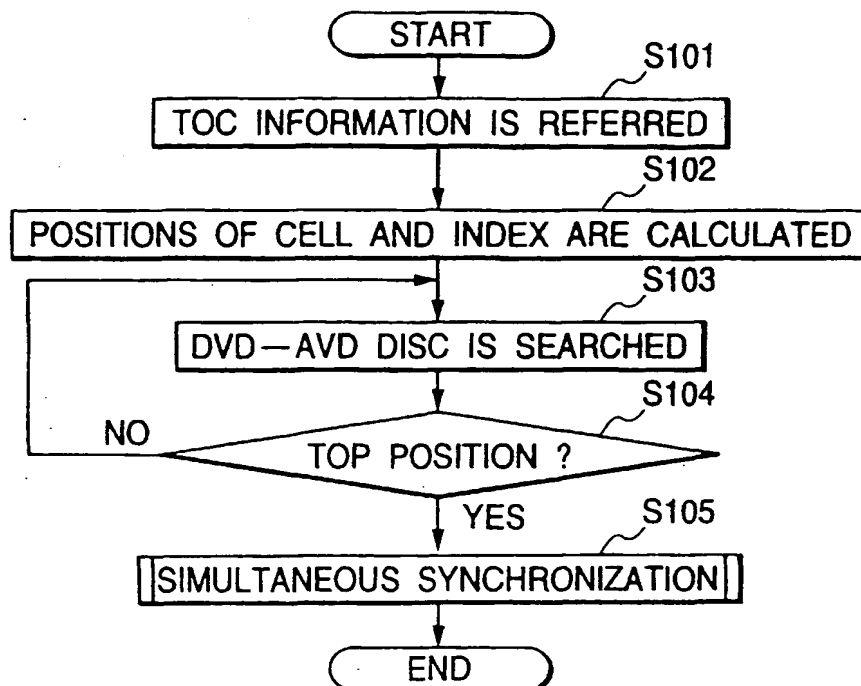 START
S101
TOC INFORMATION IS REFERRED
S102
POSITIONS OF CELL AND INDEX ARE CALCULATED
S103
DVD—AVD DISC IS SEARCHED
S104
NO
TOP POSITION ?
YES
S105
SIMULTANEOUS SYNCHRONIZATION
END